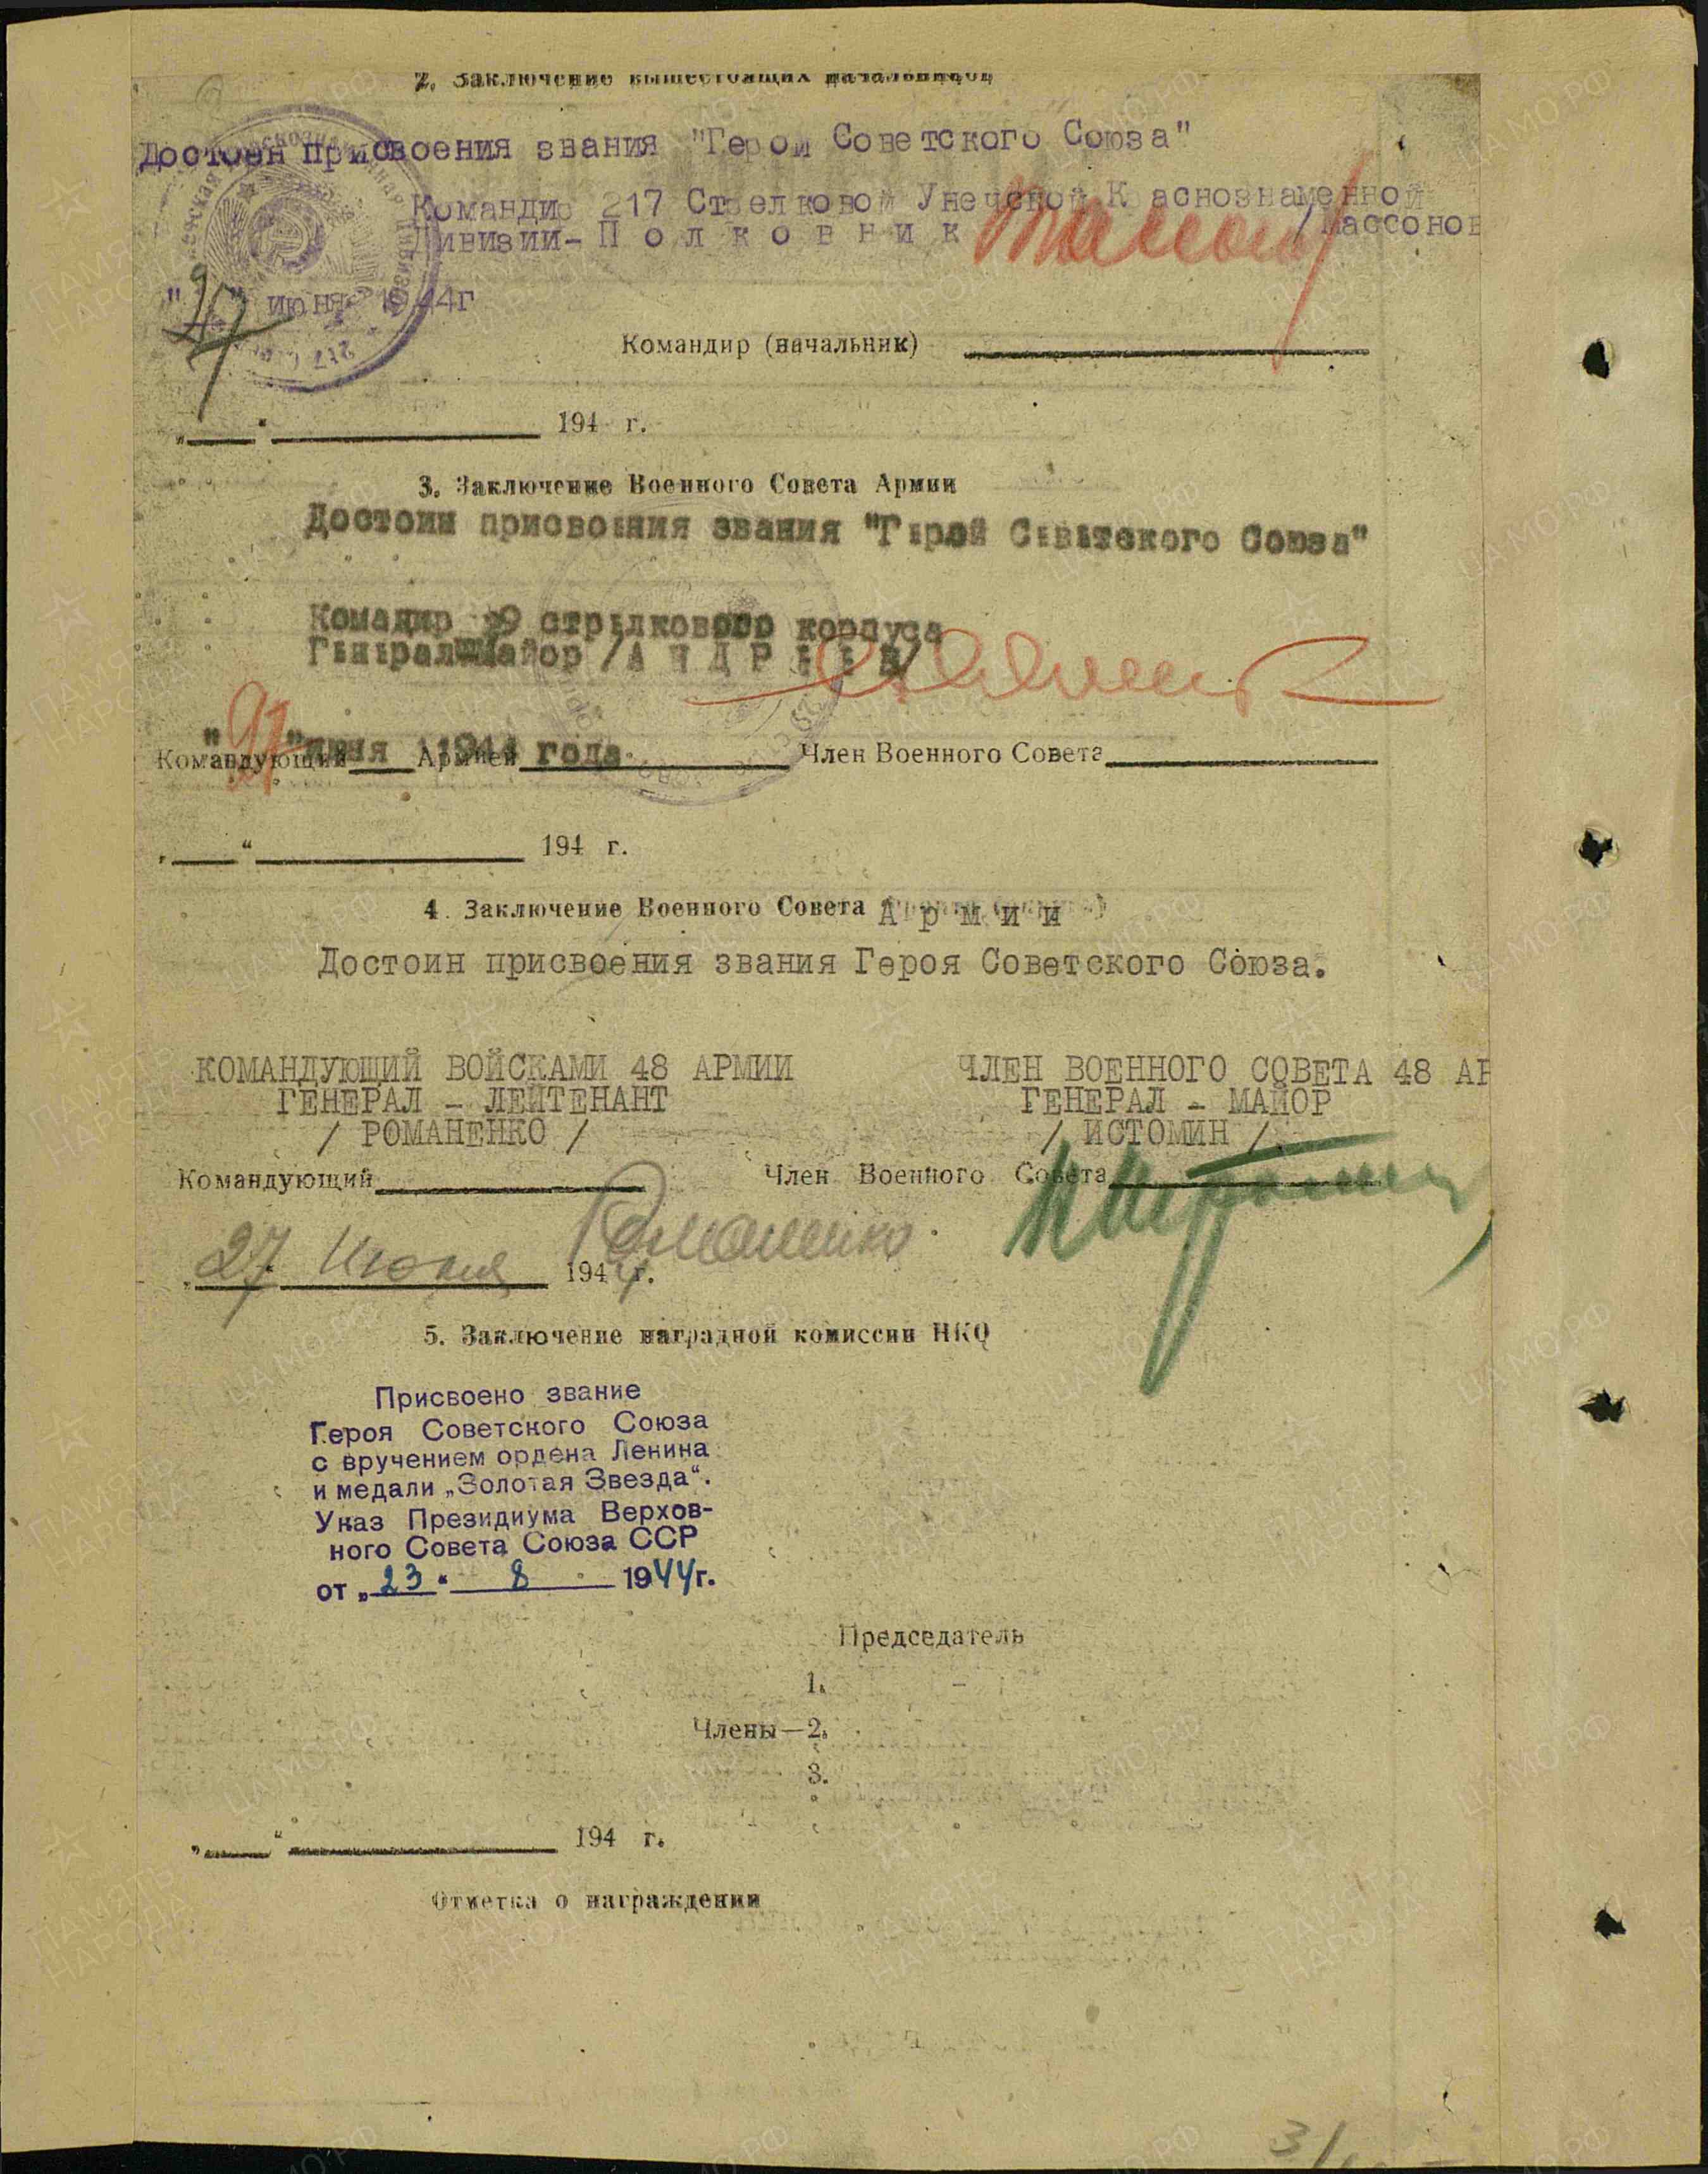 2. Заключение вышестоящих начальников
Достоен присвоения звания "Герой Советского Союза"
Командир 217 Стрелковой Унечской Краснознаменной
Дивизии-Полковник /Массонов
" " июня 1944г
Командир (начальник)
„ “ 194 г.
3. Заключение Военного Совета Армии
Достоин присвоения звания "Герой Советского Союза"
Командир 29 стрелкового корпуса
Генерал-Майор /АНДРЕЕВ/
"27" июня 1944 года
Командующий Армией Член Военного Совета
„ “ 194 г.
4. Заключение Военного Совета Армии
Достоин присвоения звания Героя Советского Союза.
КОМАНДУЮЩИЙ ВОЙСКАМИ 48 АРМИИ ЧЛЕН ВОЕННОГО СОВЕТА 48 АР
ГЕНЕРАЛ - ЛЕЙТЕНАНТ ГЕНЕРАЛ - МАЙОР
/ РОМАНЕНКО / / ИСТОМИН /
Командующий Член Военного Совета
Романенко
„27“ Июня 1944 г.
5. Заключение наградной комиссии НКО
Присвоено звание
Героя Советского Союза
с вручением ордена Ленина
и медали „Золотая Звезда“.
Указ Президиума Верхов-
ного Совета Союза ССР
от „23“ 8 1944г.
Председатель
1.
Члены—2.
3.
„ “ 194 г.
Отметка о награждении